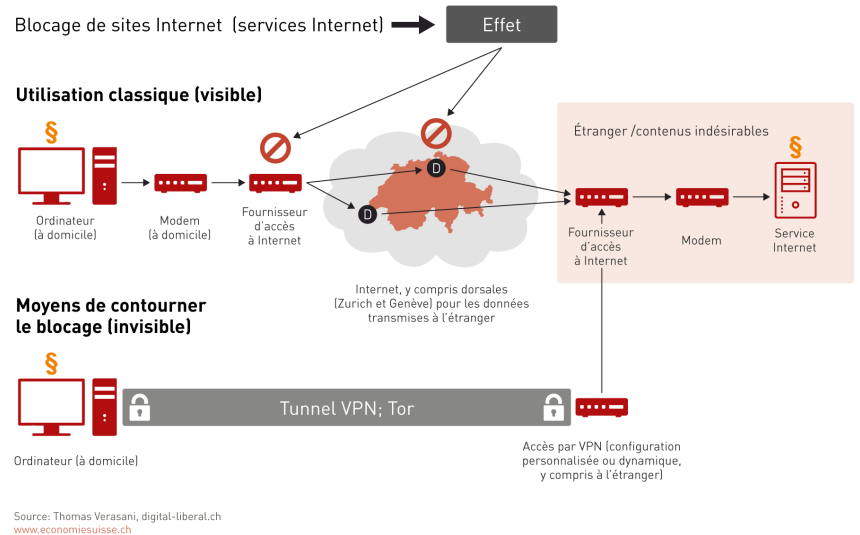 Blocage de sites Internet (services Internet)
Effet
Utilisation classique (visible)
§
Ordinateur
(à domicile)
Modem
(à domicile)
Fournisseur
d'accès
à Internet
D
D
Internet, y compris dorsales
(Zurich et Genève) pour les données
transmises à l'étranger
Étranger /contenus indésirables
§
Fournisseur
d'accès
à Internet
Modem
Service
Internet
Moyens de contourner
le blocage (invisible)
§
Ordinateur (à domicile)
Tunnel VPN; Tor
Accès par VPN (configuration
personnalisée ou dynamique,
y compris à l'étranger)
Source: Thomas Verasani, digital-liberal.ch
www.economiesuisse.ch